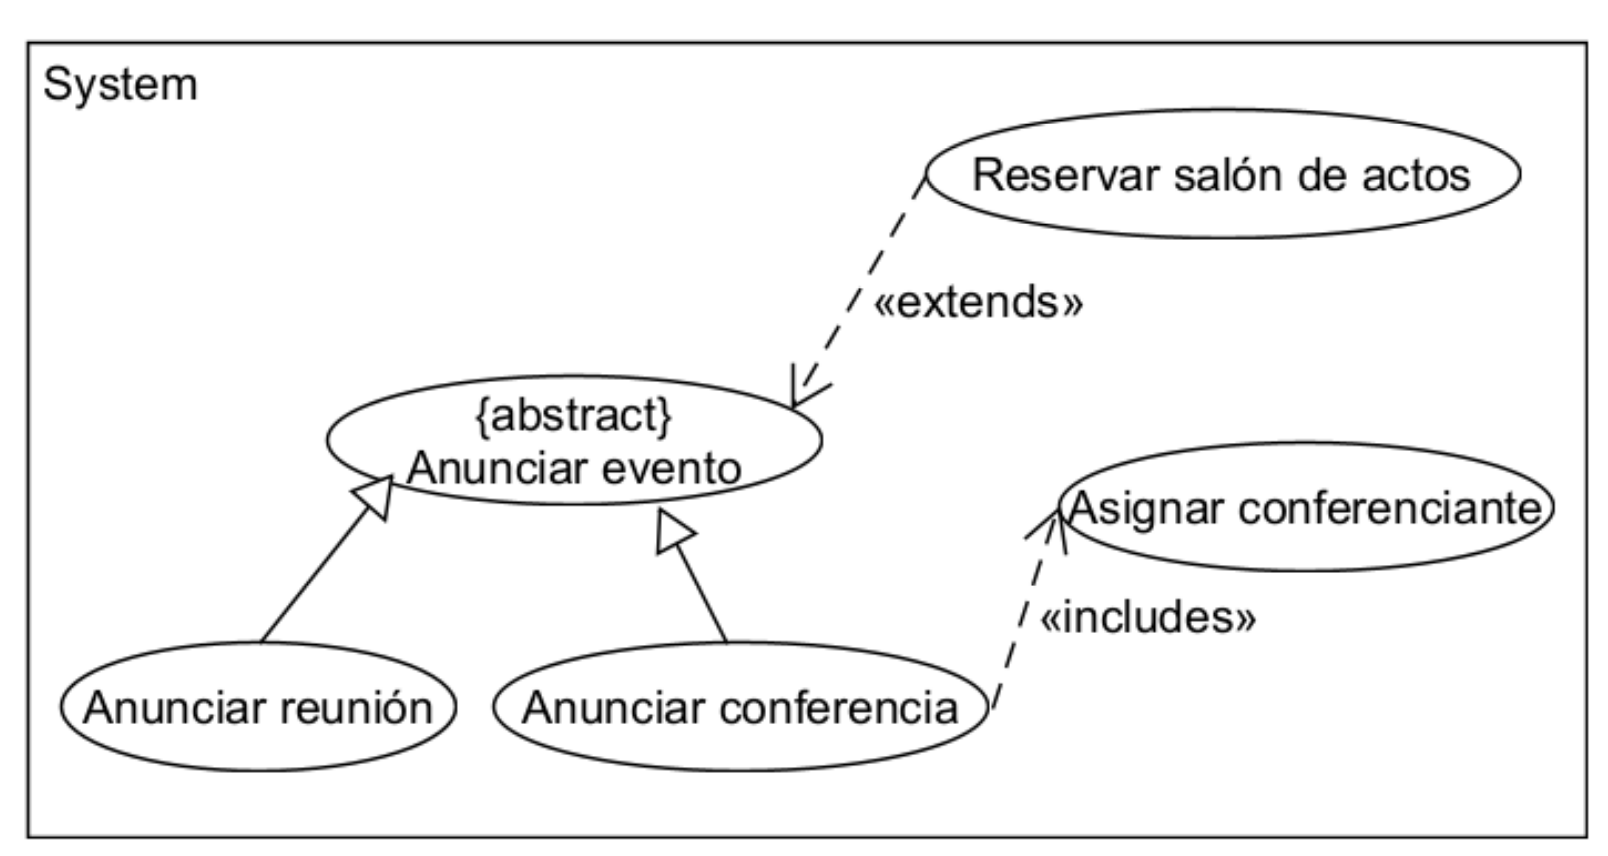 System
Reservar salón de actos
«extends»
{abstract}
Anunciar evento
Asignar conferenciante
«includes»
Anunciar reunión
Anunciar conferencia